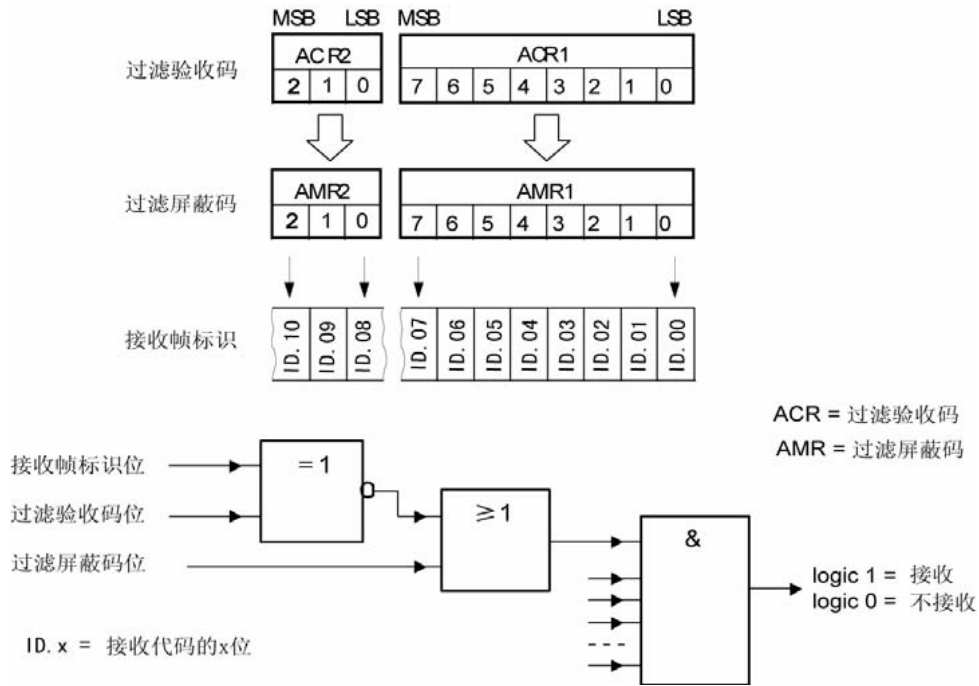 MSB LSB MSB LSB
ACR2 ACR1
过滤验收码
2 1 0 7 6 5 4 3 2 1 0
AMR2 AMR1
过滤屏蔽码
2 1 0 7 6 5 4 3 2 1 0
接收帧标识
ID.10 ID.09 ID.08 ID.07 ID.06 ID.05 ID.04 ID.03 ID.02 ID.01 ID.00
ACR = 过滤验收码
AMR = 过滤屏蔽码
接收帧标识位
=1
过滤验收码位
≥1
过滤屏蔽码位
&
logic 1 = 接收
logic 0 = 不接收
ID.x = 接收代码的x位